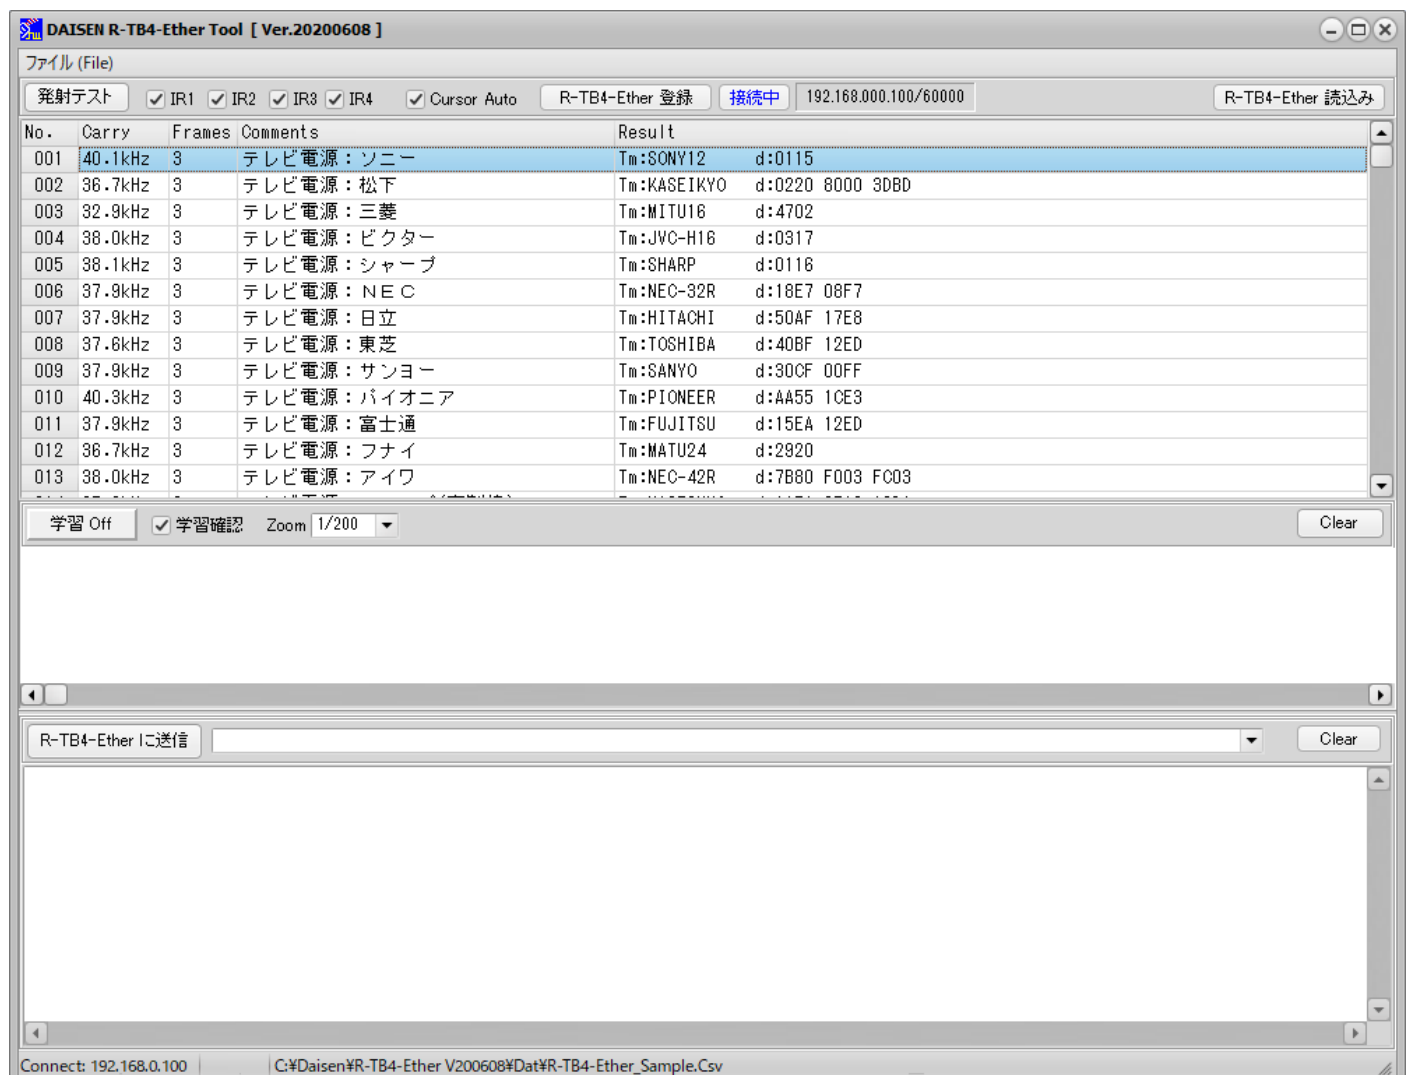 DAISEN R-TB4-Ether Tool [ Ver.20200608 ]
ファイル (File)
発射テスト IR1 IR2 IR3 IR4 Cursor Auto R-TB4-Ether 登録 接続中 192.168.000.100/60000 R-TB4-Ether 読込み
No. Carry Frames Comments Result
001 40.1kHz 3 テレビ電源：ソニー Tm:SONY12 d:0115
002 36.7kHz 3 テレビ電源：松下 Tm:KASEIKYO d:0220 8000 3DBD
003 32.9kHz 3 テレビ電源：三菱 Tm:MITU16 d:4702
004 38.0kHz 3 テレビ電源：ビクター Tm:JVC-H16 d:0317
005 38.1kHz 3 テレビ電源：シャープ Tm:SHARP d:0116
006 37.9kHz 3 テレビ電源：ＮＥＣ Tm:NEC-32R d:18E7 08F7
007 37.9kHz 3 テレビ電源：日立 Tm:HITACHI d:50AF 17E8
008 37.6kHz 3 テレビ電源：東芝 Tm:TOSHIBA d:40BF 12ED
009 37.9kHz 3 テレビ電源：サンヨー Tm:SANYO d:30CF 00FF
010 40.3kHz 3 テレビ電源：パイオニア Tm:PIONEER d:AA55 1CE3
011 37.9kHz 3 テレビ電源：富士通 Tm:FUJITSU d:15EA 12ED
012 36.7kHz 3 テレビ電源：フナイ Tm:MATU24 d:2920
013 38.0kHz 3 テレビ電源：アイワ Tm:NEC-42R d:7B80 F003 FC03
学習 Off 学習確認 Zoom 1/200 Clear
R-TB4-Ether に送信 Clear
Connect: 192.168.0.100 C:¥Daisen¥R-TB4-Ether V200608¥Dat¥R-TB4-Ether_Sample.Csv